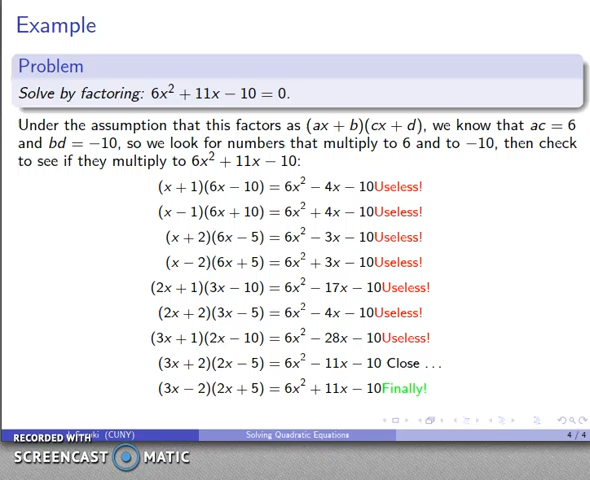 Example
Problem
Solve by factoring: 6x² + 11x − 10 = 0.
Under the assumption that this factors as (ax + b)(cx + d), we know that ac = 6
and bd = −10, so we look for numbers that multiply to 6 and to −10, then check
to see if they multiply to 6x² + 11x − 10:
(x + 1)(6x − 10) = 6x² − 4x − 10Useless!
(x − 1)(6x + 10) = 6x² + 4x − 10Useless!
(x + 2)(6x − 5) = 6x² − 3x − 10Useless!
(x − 2)(6x + 5) = 6x² + 3x − 10Useless!
(2x + 1)(3x − 10) = 6x² − 17x − 10Useless!
(2x + 2)(3x − 5) = 6x² − 4x − 10Useless!
(3x + 1)(2x − 10) = 6x² − 28x − 10Useless!
(3x + 2)(2x − 5) = 6x² − 11x − 10 Close ...
(3x − 2)(2x + 5) = 6x² + 11x − 10Finally!
(CUNY) Solving Quadratic Equations 4 / 4
RECORDED WITH
SCREENCAST MATIC